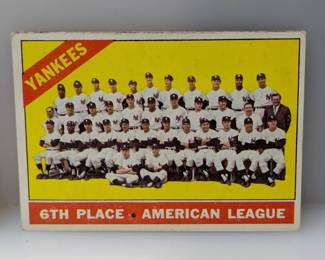 YANKEES
6TH PLACE • AMERICAN LEAGUE